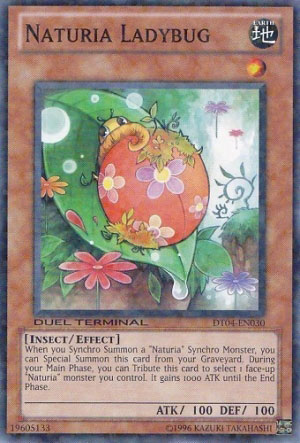 NATURIA LADYBUG
EARTH
地
DUEL TERMINAL
DT04-EN030
[INSECT/EFFECT]
When you Synchro Summon a "Naturia" Synchro Monster, you
can Special Summon this card from your Graveyard. During
your Main Phase, you can Tribute this card to select 1 face-up
"Naturia" monster you control. It gains 1000 ATK until the End
Phase.
ATK/ 100 DEF/ 100
19605133
©1996 KAZUKI TAKAHASHI